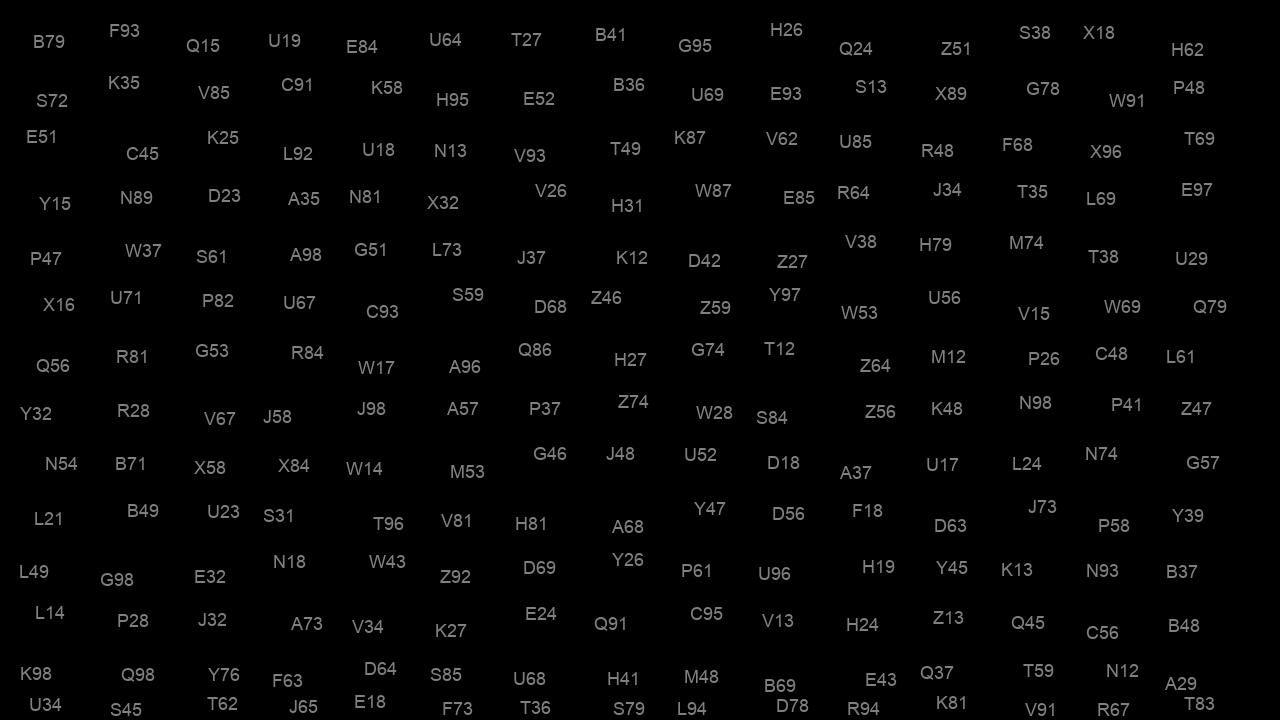 B79 F93 Q15 U19 E84 U64 T27 B41 G95 H26 Q24 Z51 S38 X18 H62
S72 K35 V85 C91 K58 H95 E52 B36 U69 E93 S13 X89 G78 W91 P48
E51 C45 K25 L92 U18 N13 V93 T49 K87 V62 U85 R48 F68 X96 T69
Y15 N89 D23 A35 N81 X32 V26 H31 W87 E85 R64 J34 T35 L69 E97
P47 W37 S61 A98 G51 L73 J37 K12 D42 Z27 V38 H79 M74 T38 U29
X16 U71 P82 U67 C93 S59 D68 Z46 Z59 Y97 W53 U56 V15 W69 Q79
Q56 R81 G53 R84 W17 A96 Q86 H27 G74 T12 Z64 M12 P26 C48 L61
Y32 R28 V67 J58 J98 A57 P37 Z74 W28 S84 Z56 K48 N98 P41 Z47
N54 B71 X58 X84 W14 M53 G46 J48 U52 D18 A37 U17 L24 N74 G57
L21 B49 U23 S31 T96 V81 H81 A68 Y47 D56 F18 D63 J73 P58 Y39
L49 G98 E32 N18 W43 Z92 D69 Y26 P61 U96 H19 Y45 K13 N93 B37
L14 P28 J32 A73 V34 K27 E24 Q91 C95 V13 H24 Z13 Q45 C56 B48
K98 Q98 Y76 F63 D64 S85 U68 H41 M48 B69 E43 Q37 T59 N12 A29
U34 S45 T62 J65 E18 F73 T36 S79 L94 D78 R94 K81 V91 R67 T83